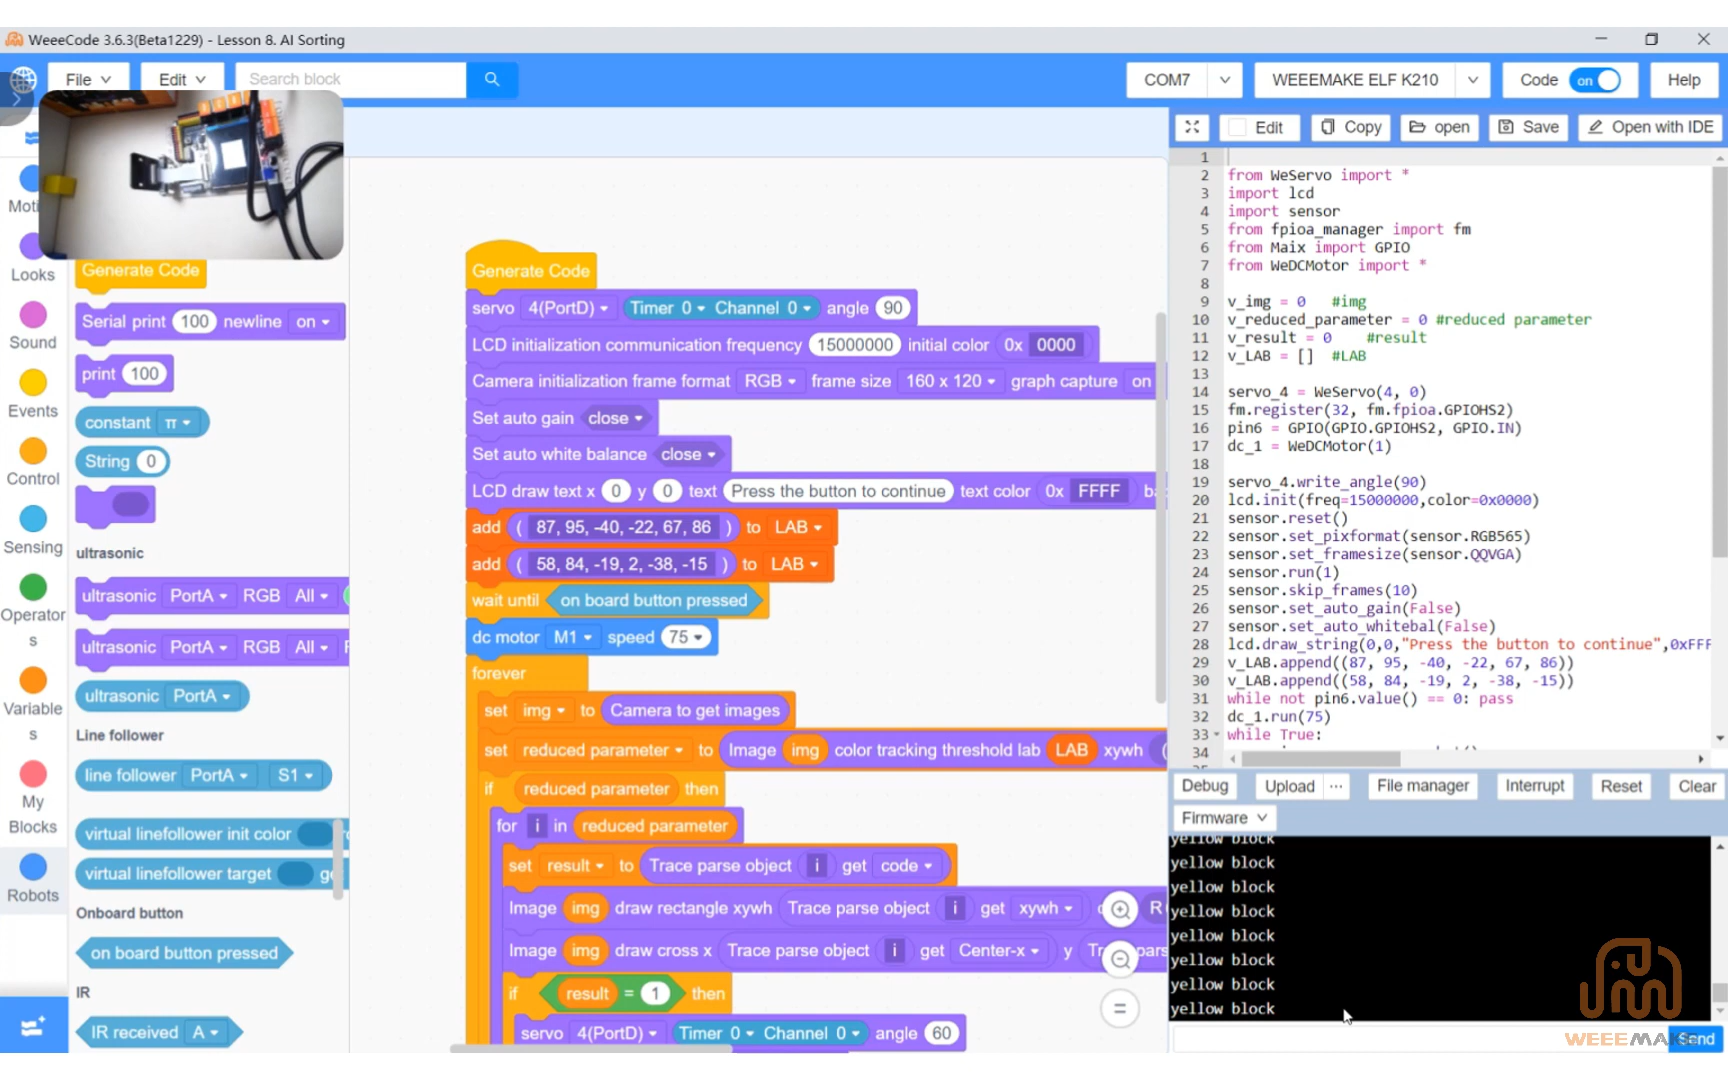 WeeeCode 3.6.3(Beta1229) - Lesson 8. AI Sorting
File
Edit
Search block
COM7
WEEEMAKE ELF K210
Code
on
Help
Edit
Copy
open
Save
Open with IDE
Looks
Sound
Events
Control
Sensing
Operator
s
Variable
s
My
Blocks
Robots
Generate Code
Serial print 100 newline on
print 100
constant π
String 0
ultrasonic
ultrasonic PortA RGB All
ultrasonic PortA RGB All
ultrasonic PortA
Line follower
line follower PortA S1
virtual linefollower init color
virtual linefollower target
Onboard button
on board button pressed
IR
IR received A
Generate Code
servo 4(PortD) Timer 0 Channel 0 angle 90
LCD initialization communication frequency 15000000 initial color 0x 0000
Camera initialization frame format RGB frame size 160 x 120 graph capture on
Set auto gain close
Set auto white balance close
LCD draw text x 0 y 0 text Press the button to continue text color 0x FFFF
add ( 87, 95, -40, -22, 67, 86 ) to LAB
add ( 58, 84, -19, 2, -38, -15 ) to LAB
wait until on board button pressed
dc motor M1 speed 75
forever
set img to Camera to get images
set reduced parameter to Image img color tracking threshold lab LAB xywh (
if reduced parameter then
for i in reduced parameter
set result to Trace parse object i get code
Image img draw rectangle xywh Trace parse object i get xywh
Image img draw cross x Trace parse object i get Center-x y
if result = 1 then
servo 4(PortD) Timer 0 Channel 0 angle 60
1
2 from WeServo import *
3 import lcd
4 import sensor
5 from fpioa_manager import fm
6 from Maix import GPIO
7 from WeDCMotor import *
8
9 v_img = 0 #img
10 v_reduced_parameter = 0 #reduced parameter
11 v_result = 0 #result
12 v_LAB = [] #LAB
13
14 servo_4 = WeServo(4, 0)
15 fm.register(32, fm.fpioa.GPIOHS2)
16 pin6 = GPIO(GPIO.GPIOHS2, GPIO.IN)
17 dc_1 = WeDCMotor(1)
18
19 servo_4.write_angle(90)
20 lcd.init(freq=15000000,color=0x0000)
21 sensor.reset()
22 sensor.set_pixformat(sensor.RGB565)
23 sensor.set_framesize(sensor.QQVGA)
24 sensor.run(1)
25 sensor.skip_frames(10)
26 sensor.set_auto_gain(False)
27 sensor.set_auto_whitebal(False)
28 lcd.draw_string(0,0,"Press the button to continue",0xFFF
29 v_LAB.append((87, 95, -40, -22, 67, 86))
30 v_LAB.append((58, 84, -19, 2, -38, -15))
31 while not pin6.value() == 0: pass
32 dc_1.run(75)
33 while True:
34
Debug
Upload
...
File manager
Interrupt
Reset
Clear
Firmware
yellow block
yellow block
yellow block
yellow block
yellow block
yellow block
yellow block
yellow block
WEEEMAKE
Send